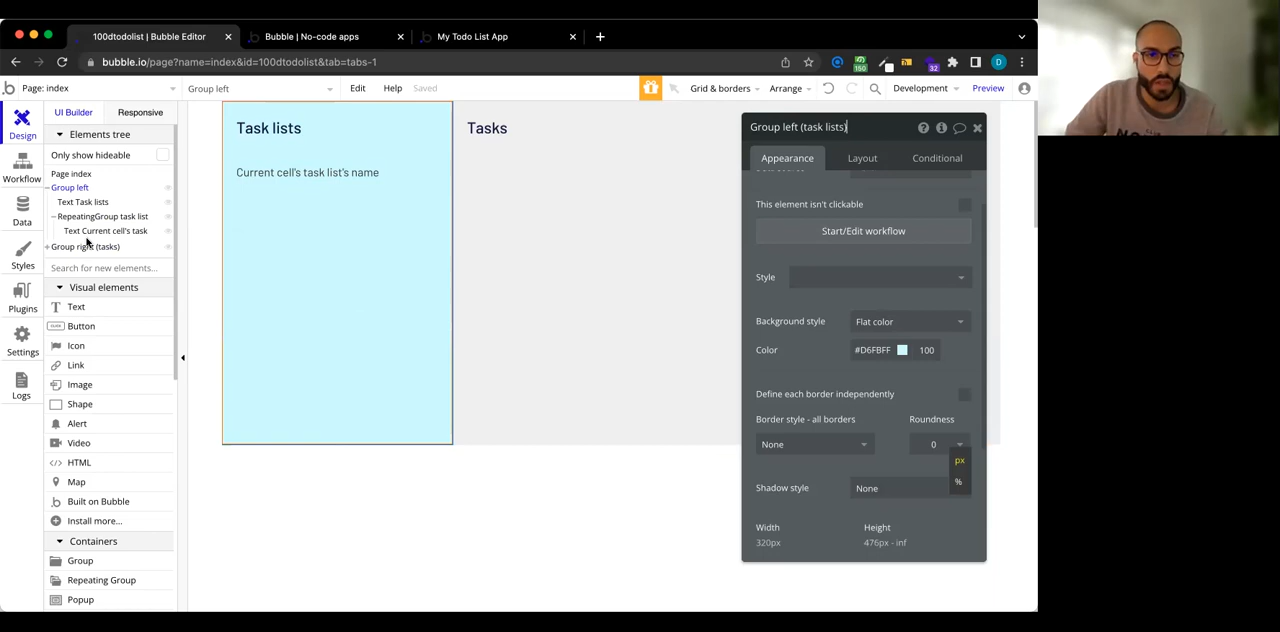 100dtodolist | Bubble Editor
Bubble | No-code apps
My Todo List App
bubble.io/page?name=index&id=100dtodolist&tab=tabs-1
150
32
D
Page: index
Group left
Edit
Help
Saved
Grid & borders
Arrange
Development
Preview
Design
Workflow
Data
Styles
Plugins
Settings
Logs
UI Builder
Responsive
Elements tree
Only show hideable
Page index
Group left
Text Task lists
RepeatingGroup task list
Text Current cell's task
Group right (tasks)
Search for new elements...
Visual elements
Text
CLICK
Button
Icon
Link
Image
Shape
Alert
Video
HTML
Map
Built on Bubble
Install more...
Containers
Group
Repeating Group
Popup
Task lists
Current cell's task list's name
Tasks
Group left (task lists)
Appearance
Layout
Conditional
This element isn't clickable
Start/Edit workflow
Style
Background style
Flat color
Color
#D6FBFF
100
Define each border independently
Border style - all borders
Roundness
None
0
px
%
Shadow style
None
Width
Height
320px
476px - inf